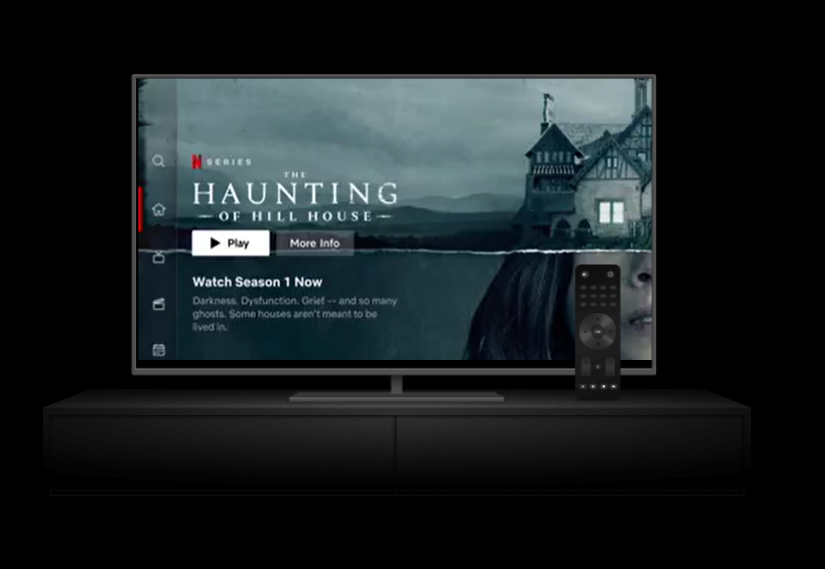 N SERIES
THE
HAUNTING
OF HILL HOUSE
Play
More Info
Watch Season 1 Now
Darkness. Dysfunction. Grief -- and so many
ghosts. Some houses aren't meant to be
lived in.